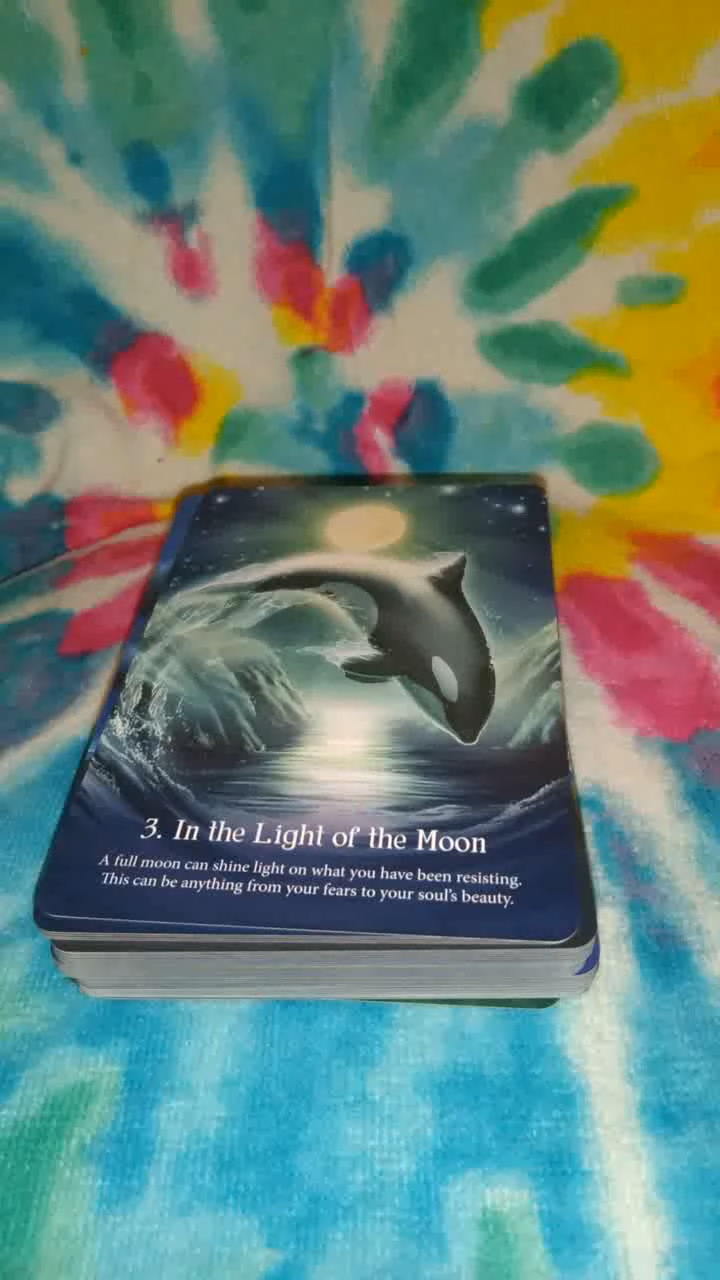 3. In the Light of the Moon
A full moon can shine light on what you have been resisting.
This can be anything from your fears to your soul's beauty.